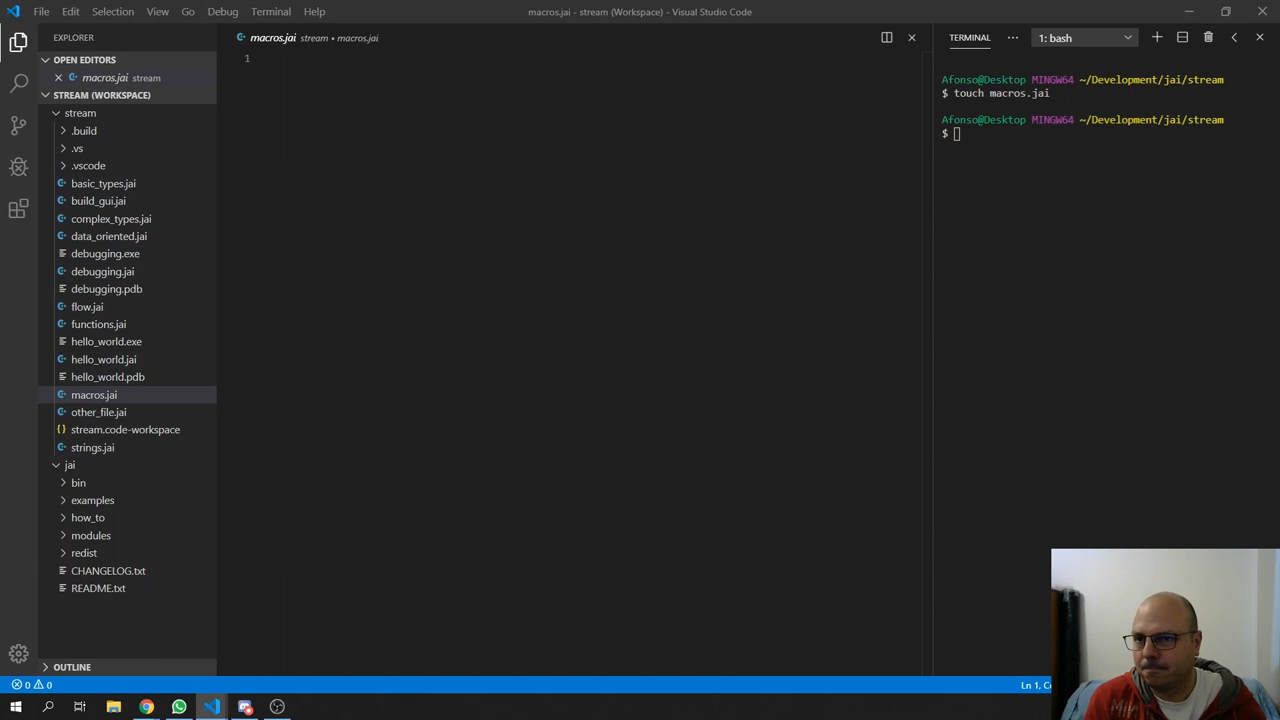 File Edit Selection View Go Debug Terminal Help
macros.jai - stream (Workspace) - Visual Studio Code
EXPLORER
OPEN EDITORS
macros.jai stream
STREAM (WORKSPACE)
stream
.build
.vs
.vscode
basic_types.jai
build_gui.jai
complex_types.jai
data_oriented.jai
debugging.exe
debugging.jai
debugging.pdb
flow.jai
functions.jai
hello_world.exe
hello_world.jai
hello_world.pdb
macros.jai
other_file.jai
stream.code-workspace
strings.jai
jai
bin
examples
how_to
modules
redist
CHANGELOG.txt
README.txt
OUTLINE
macros.jai stream • macros.jai
1
TERMINAL ··· 1: bash
Afonso@Desktop MINGW64 ~/Development/jai/stream
$ touch macros.jai
Afonso@Desktop MINGW64 ~/Development/jai/stream
$
0 0
Ln 1,